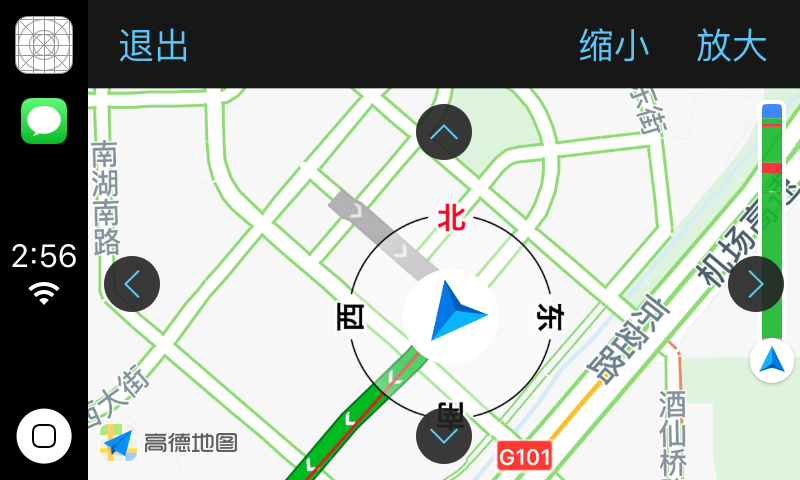 退出
缩小
放大
东街
南湖南路
北
机场高速
2:56
西
东
京密路
西大街
南
高德地图
G101
酒仙桥